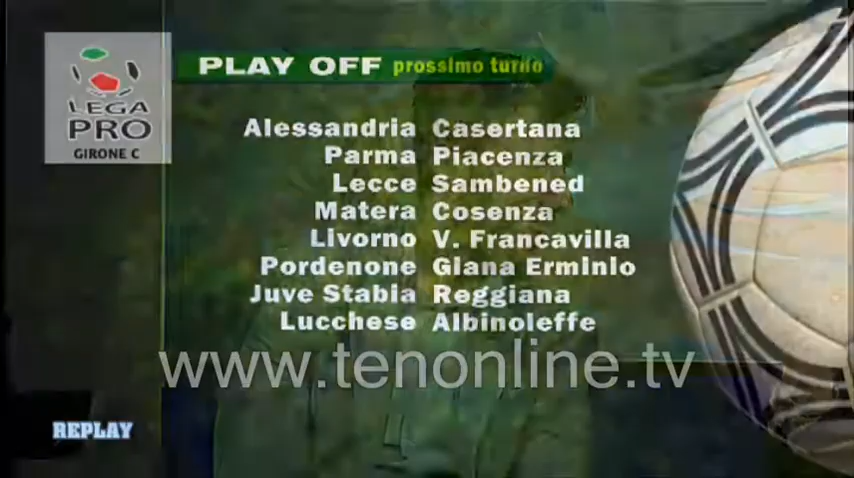 LEGA
PRO
GIRONE C
PLAY OFF prossimo turno
Alessandria Casertana
Parma Piacenza
Lecce Sambened
Matera Cosenza
Livorno V. Francavilla
Pordenone Giana Erminio
Juve Stabia Reggiana
Lucchese Albinoleffe
www.tenonline.tv
REPLAY